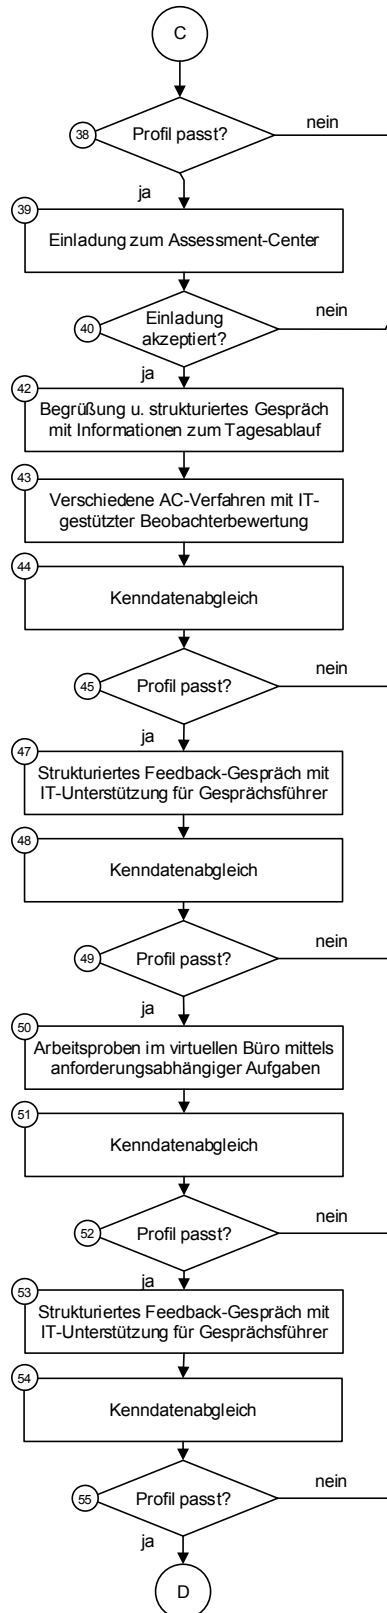 C
38
Profil passt?
nein
ja
39
Einladung zum Assessment-Center
40
Einladung
akzeptiert?
nein
ja
42
Begrüßung u. strukturiertes Gespräch
mit Informationen zum Tagesablauf
43
Verschiedene AC-Verfahren mit IT-
gestützter Beobachterbewertung
44
Kenndatenabgleich
45
Profil passt?
nein
ja
47
Strukturiertes Feedback-Gespräch mit
IT-Unterstützung für Gesprächsführer
48
Kenndatenabgleich
49
Profil passt?
nein
ja
50
Arbeitsproben im virtuellen Büro mittels
anforderungsabhängiger Aufgaben
51
Kenndatenabgleich
52
Profil passt?
nein
ja
53
Strukturiertes Feedback-Gespräch mit
IT-Unterstützung für Gesprächsführer
54
Kenndatenabgleich
55
Profil passt?
nein
ja
D